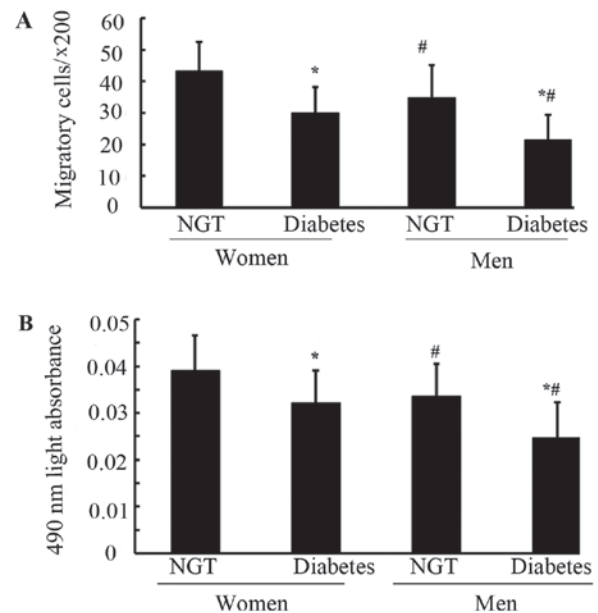 A
Migratory cells/x200
60
50
40
30
20
10
0
*
#
*#
NGT Diabetes NGT Diabetes
Women Men
B
490 nm light absorbance
0.05
0.04
0.03
0.02
0.01
0
*
#
*#
NGT Diabetes NGT Diabetes
Women Men